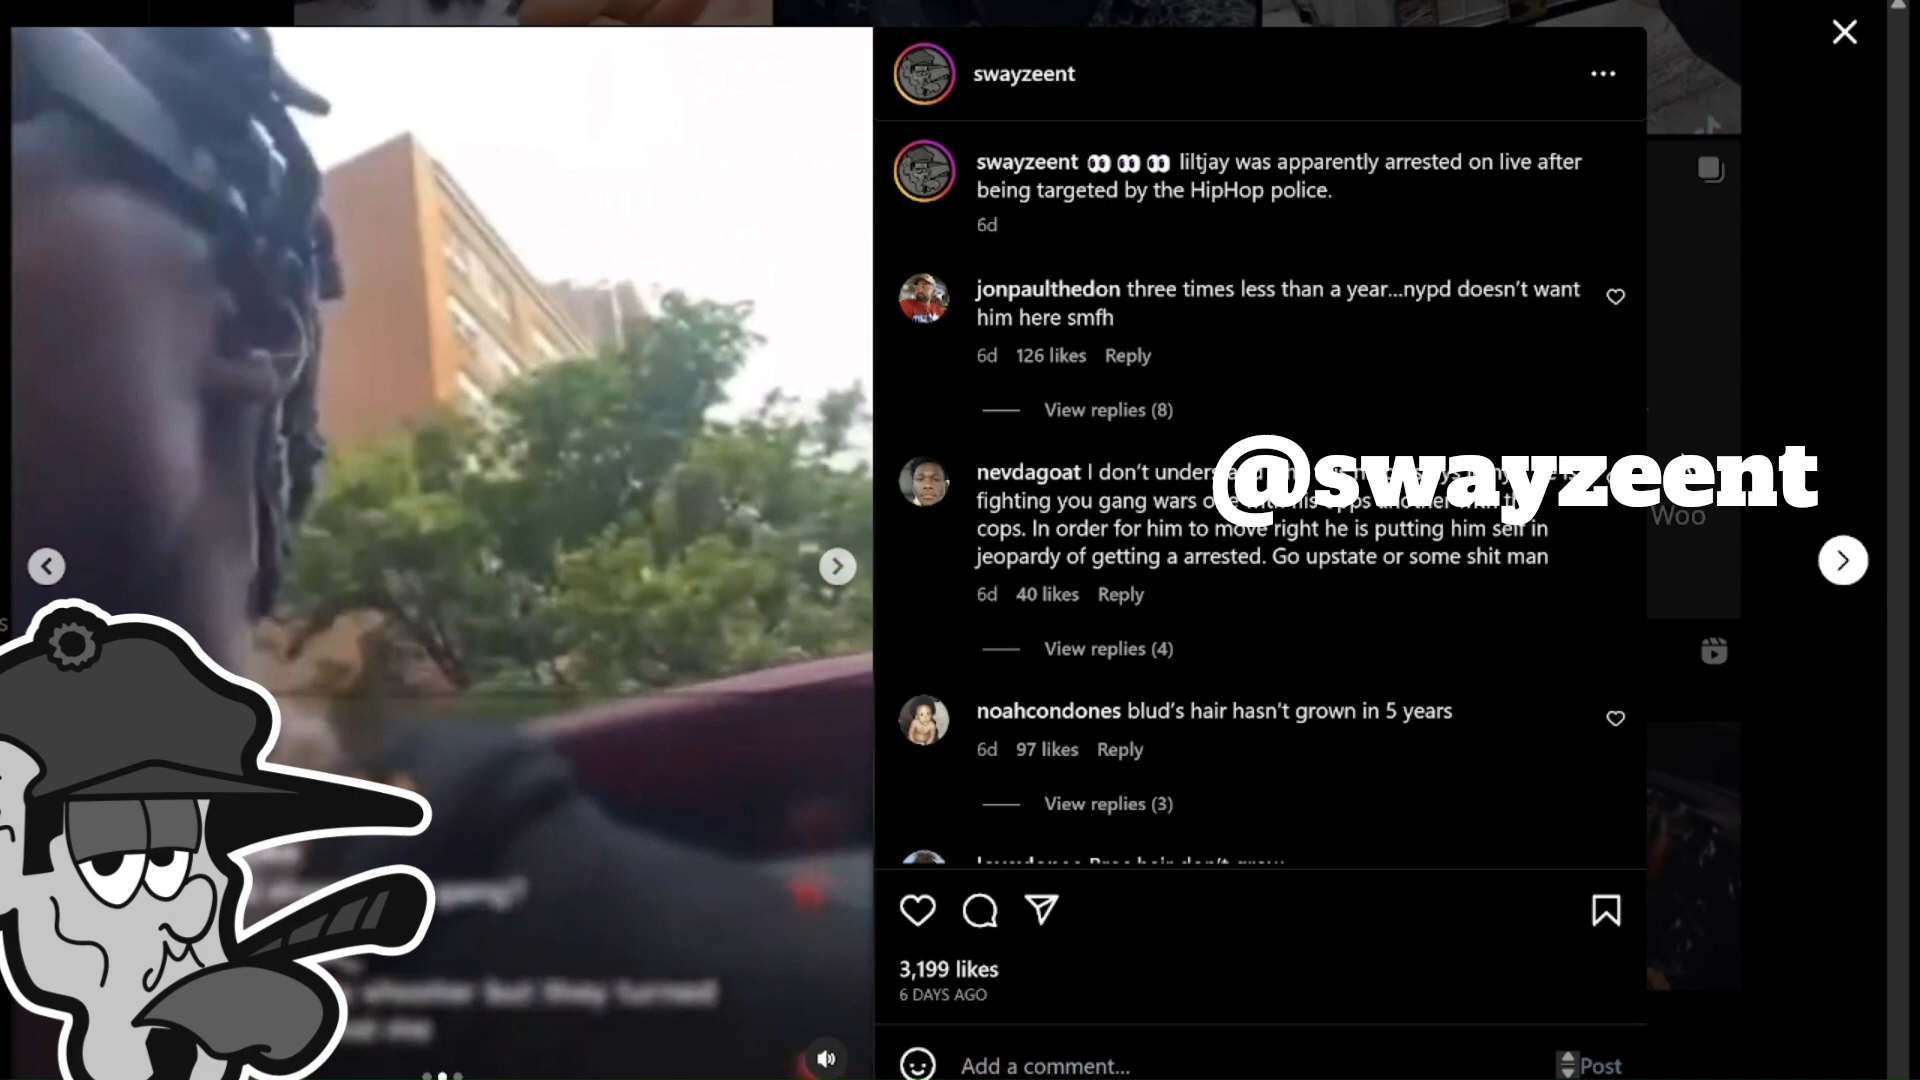 swayzeent
swayzeent 👀 👀 👀 liltjay was apparently arrested on live after
being targeted by the HipHop police.
6d
jonpaulthedon three times less than a year...nypd doesn't want
him here smfh
6d 126 likes Reply
View replies (8)
nevdagoat I don't
fighting you gang wars
cops. In order for him to move right he is putting him self in
jeopardy of getting a arrested. Go upstate or some shit man
6d 40 likes Reply
View replies (4)
noahcondones blud's hair hasn't grown in 5 years
6d 97 likes Reply
View replies (3)
3,199 likes
6 DAYS AGO
Add a comment...
Post
@swayzeent
Woo
shooter but they turned